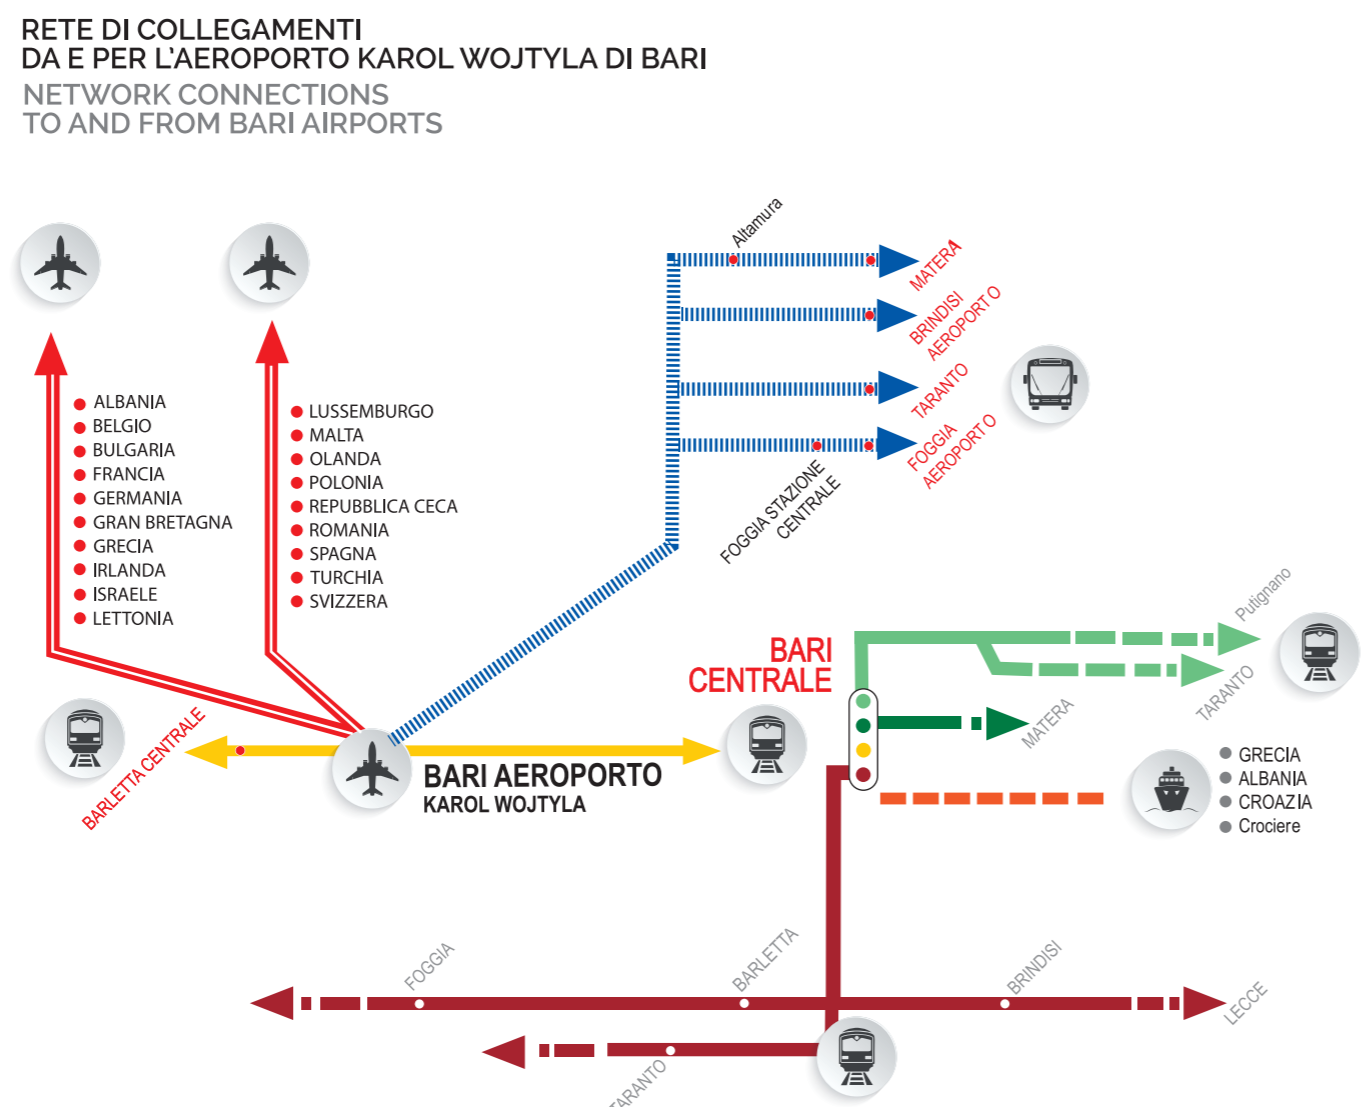 RETE DI COLLEGAMENTI
DA E PER L'AEROPORTO KAROL WOJTYLA DI BARI
NETWORK CONNECTIONS
TO AND FROM BARI AIRPORTS
Altamura
MATERA
BRINDISI
AEROPORTO
TARANTO
FOGGIA
AEROPORTO
FOGGIA STAZIONE
CENTRALE
ALBANIA
BELGIO
BULGARIA
FRANCIA
GERMANIA
GRAN BRETAGNA
GRECIA
IRLANDA
ISRAELE
LETTONIA
LUSSEMBURGO
MALTA
OLANDA
POLONIA
REPUBBLICA CECA
ROMANIA
SPAGNA
TURCHIA
SVIZZERA
Putignano
TARANTO
BARI
CENTRALE
MATERA
BARLETTA CENTRALE
BARI AEROPORTO
KAROL WOJTYLA
GRECIA
ALBANIA
CROAZIA
Crociere
FOGGIA
BARLETTA
BRINDISI
LECCE
TARANTO